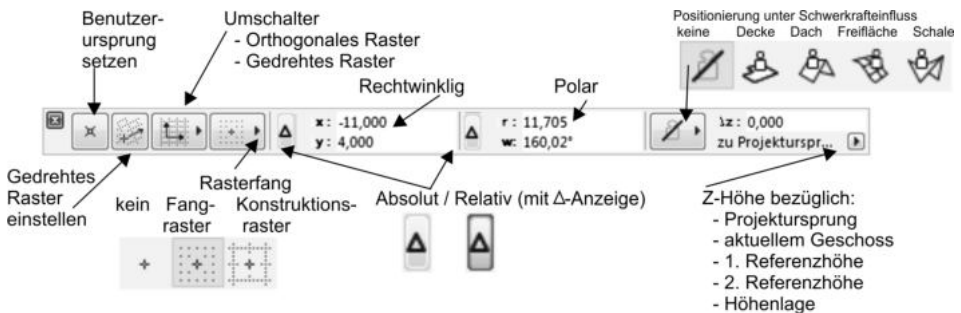 Benutzer-
ursprung
setzen
Umschalter
- Orthogonales Raster
- Gedrehtes Raster
Rechtwinklig
Polar
Positionierung unter Schwerkrafteinfluss
keine Decke Dach Freifläche Schale
x: -11,000
y: 4,000
r: 11,705
w: 160,02°
z: 0,000
zu Projekturspr...
Gedrehtes
Raster
einstellen
Rasterfang
kein Fang-
raster
Konstruktions-
raster
Absolut / Relativ (mit Δ-Anzeige)
Z-Höhe bezüglich:
- Projektursprung
- aktuellem Geschoss
- 1. Referenzhöhe
- 2. Referenzhöhe
- Höhenlage